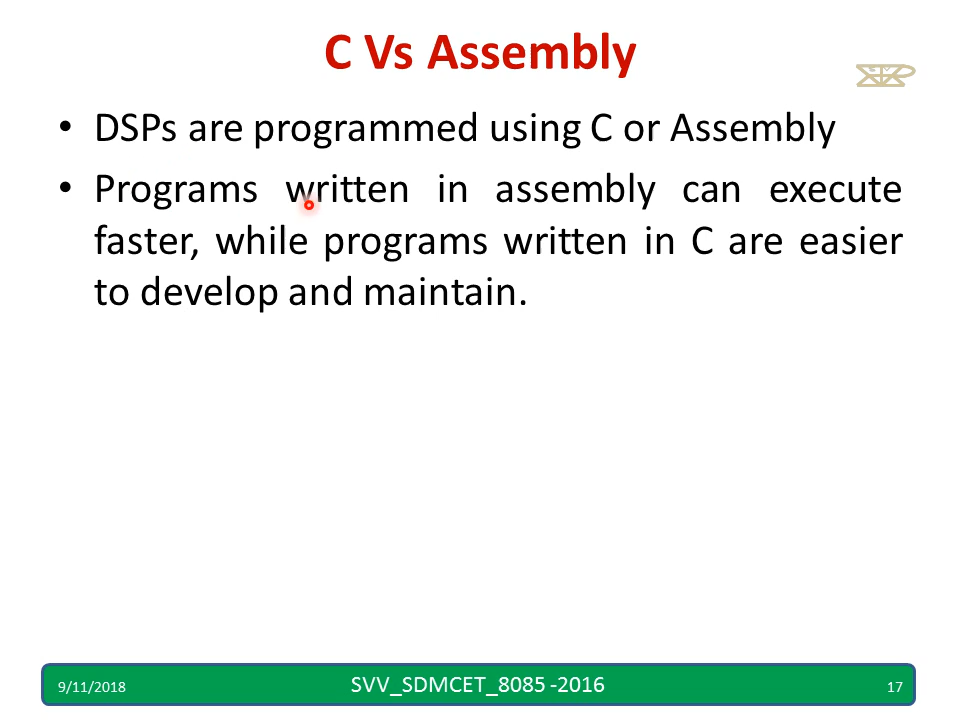 C Vs Assembly
• DSPs are programmed using C or Assembly
• Programs written in assembly can execute
faster, while programs written in C are easier
to develop and maintain.
9/11/2018 SVV_SDMCET_8085 -2016 17